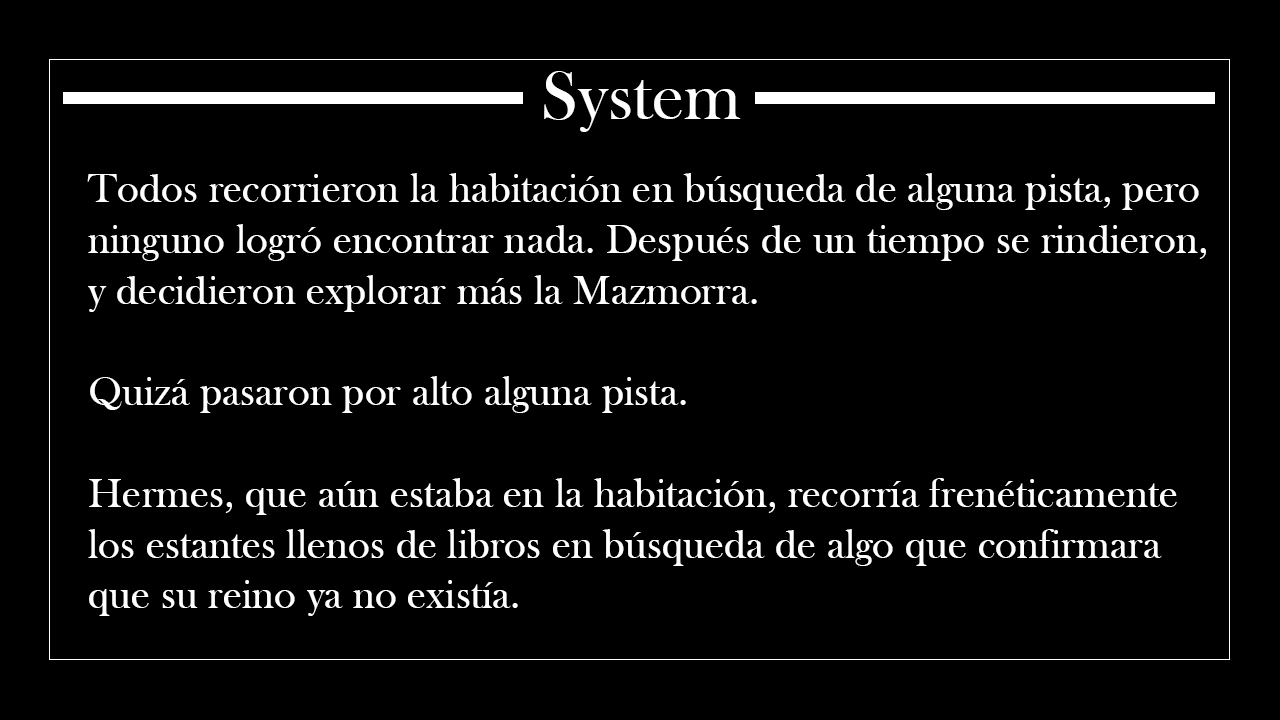 System
Todos recorrieron la habitación en búsqueda de alguna pista, pero
ninguno logró encontrar nada. Después de un tiempo se rindieron,
y decidieron explorar más la Mazmorra.
Quizá pasaron por alto alguna pista.
Hermes, que aún estaba en la habitación, recorría frenéticamente
los estantes llenos de libros en búsqueda de algo que confirmara
que su reino ya no existía.